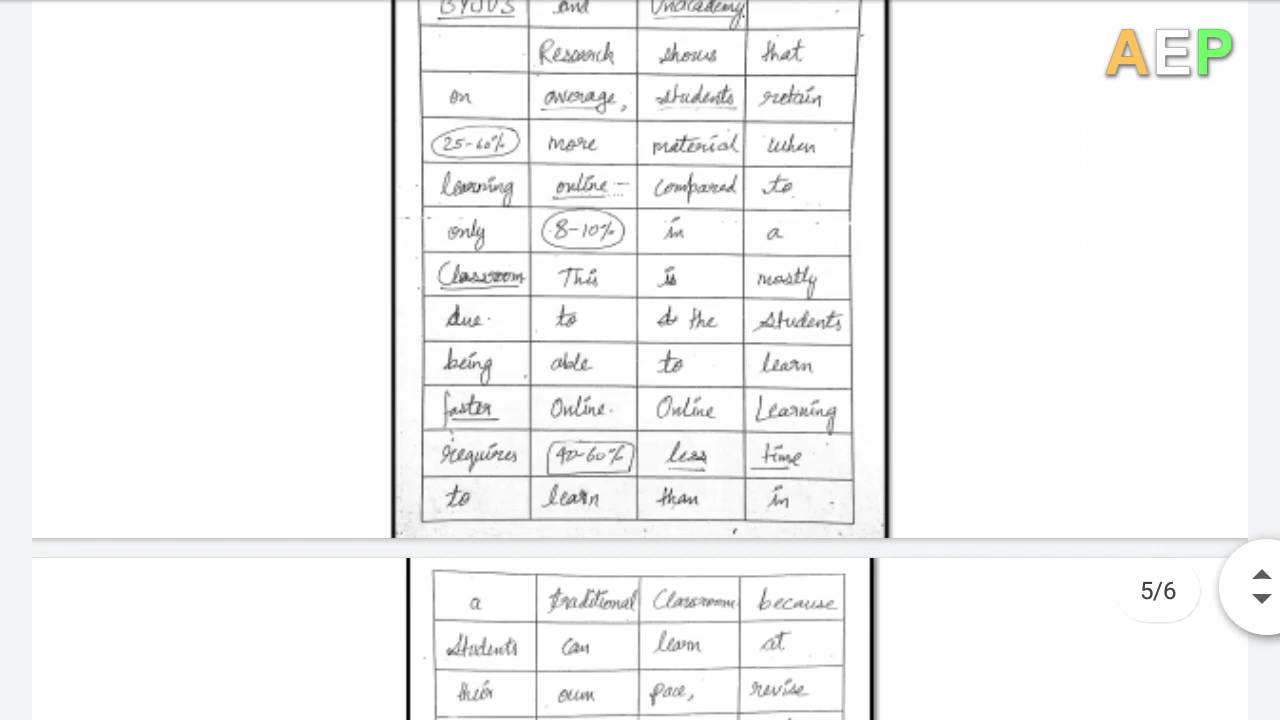 BYJU'S and Unacademy.
AEP
Research shows that
on average, students retain
25-60% more material when
learning online - compared to
only 8-10% in a
Classroom This is mostly
due to the students
being able to learn
faster Online. Online Learning
requires 40-60% less time
to learn than in
5/6
a traditional Classroom because
students can learn at
their own pace, revise